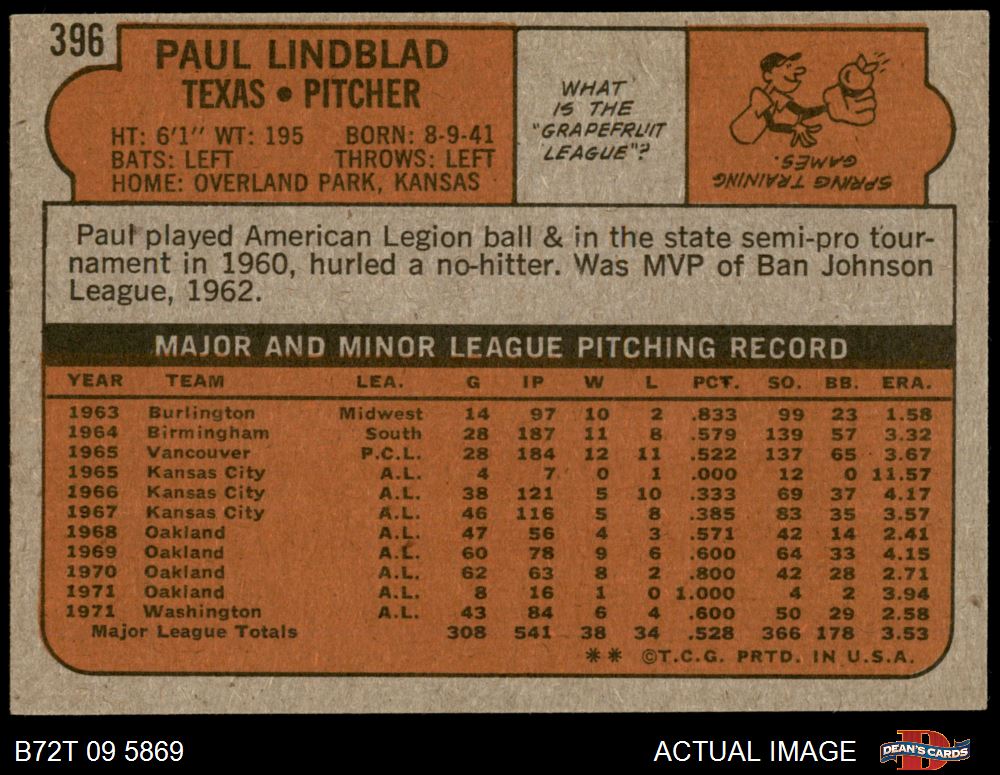 396
PAUL LINDBLAD
TEXAS • PITCHER
HT: 6'1" WT: 195 BORN: 8-9-41
BATS: LEFT THROWS: LEFT
HOME: OVERLAND PARK, KANSAS
WHAT
IS THE
"GRAPEFRUIT
LEAGUE"?
SPRING TRAINING
GAMES.
Paul played American Legion ball & in the state semi-pro tour-
nament in 1960, hurled a no-hitter. Was MVP of Ban Johnson
League, 1962.
MAJOR AND MINOR LEAGUE PITCHING RECORD
YEAR TEAM LEA. G IP W L PCT. SO. BB. ERA.
1963 Burlington Midwest 14 97 10 2 .833 99 23 1.58
1964 Birmingham South 28 187 11 8 .579 139 57 3.32
1965 Vancouver P.C.L. 28 184 12 11 .522 137 65 3.67
1965 Kansas City A.L. 4 7 0 1 .000 12 0 11.57
1966 Kansas City A.L. 38 121 5 10 .333 69 37 4.17
1967 Kansas City A.L. 46 116 5 8 .385 83 35 3.57
1968 Oakland A.L. 47 56 4 3 .571 42 14 2.41
1969 Oakland A.L. 60 78 9 6 .600 64 33 4.15
1970 Oakland A.L. 62 63 8 2 .800 42 28 2.71
1971 Oakland A.L. 8 16 1 0 1.000 4 2 3.94
1971 Washington A.L. 43 84 6 4 .600 50 29 2.58
Major League Totals 308 541 38 34 .528 366 178 3.53
** ©T.C.G. PRTD. IN U.S.A.
B72T 09 5869 ACTUAL IMAGE DEAN'S CARDS